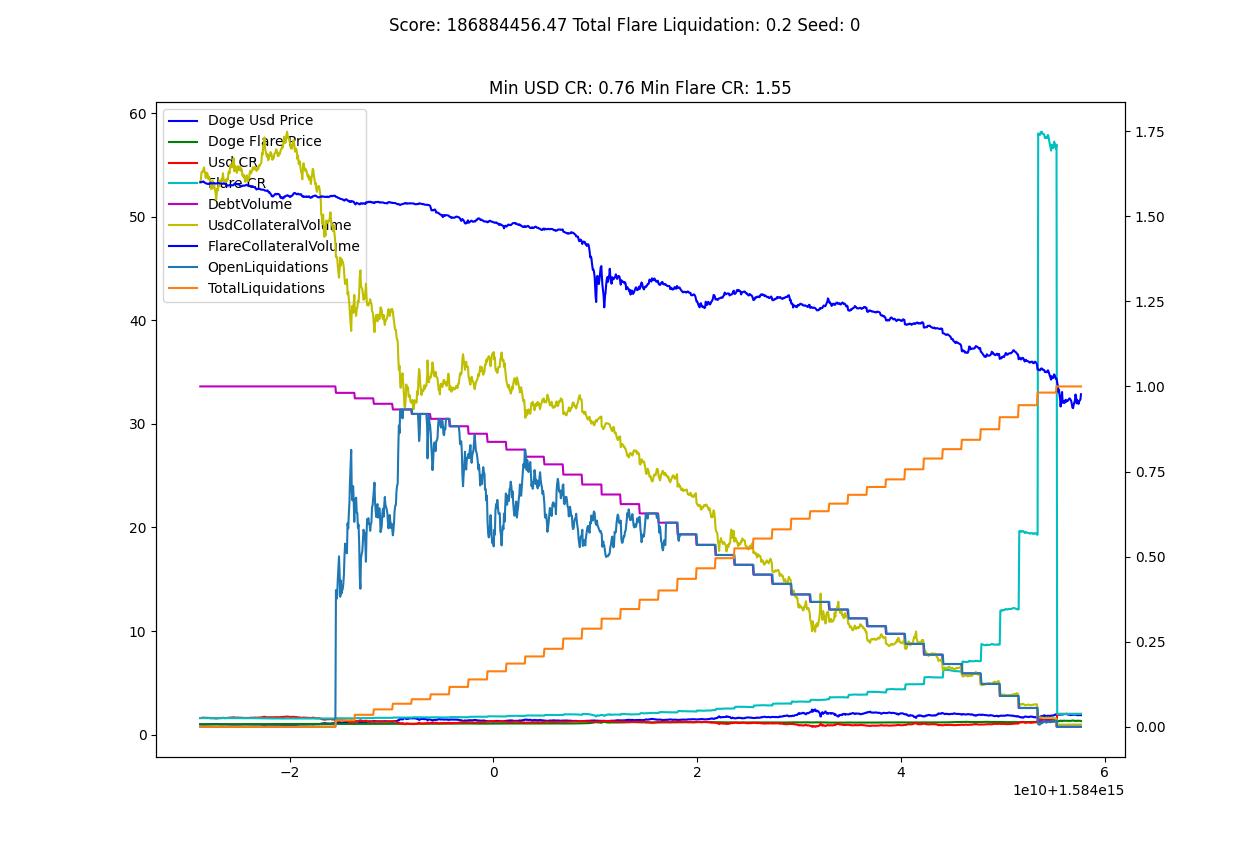 Score: 186884456.47 Total Flare Liquidation: 0.2 Seed: 0
Min USD CR: 0.76 Min Flare CR: 1.55
Doge Usd Price
Doge Flare Price
Usd CR
Flare CR
DebtVolume
UsdCollateralVolume
FlareCollateralVolume
OpenLiquidations
TotalLiquidations
60
50
40
30
20
10
0
1.75
1.50
1.25
1.00
0.75
0.50
0.25
0.00
−2
0
2
4
6
1e10+1.584e15